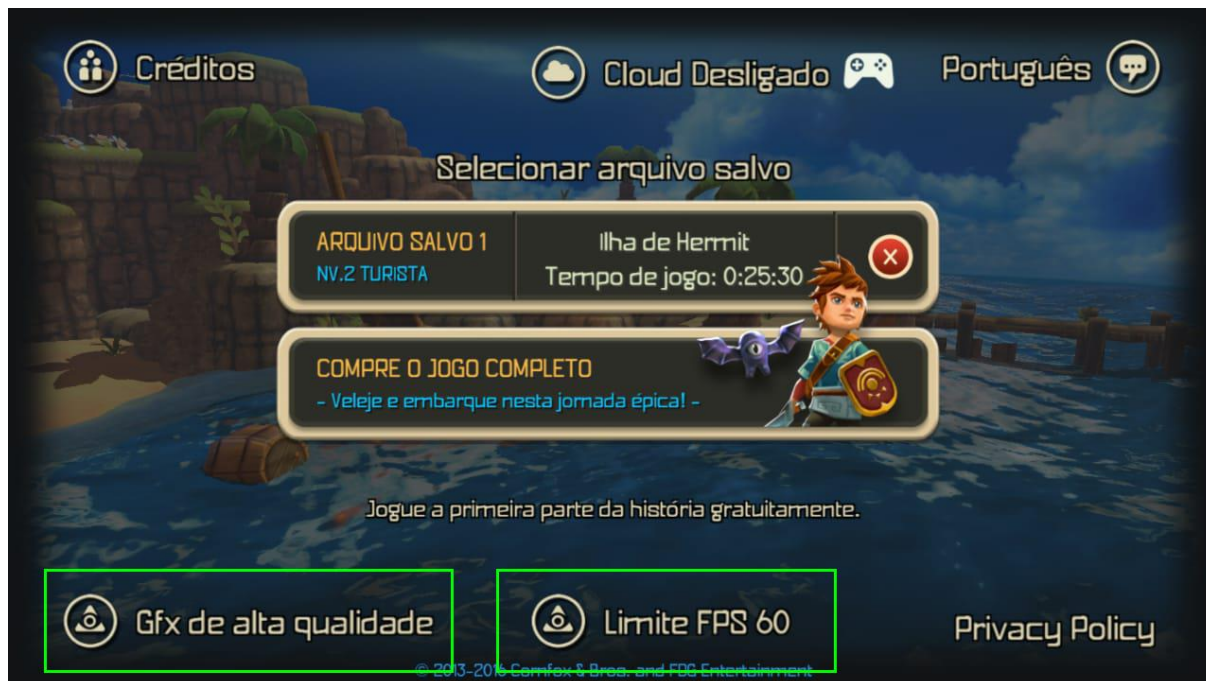 Créditos
Cloud Desligado
Português
Selecionar arquivo salvo
ARQUIVO SALVO 1
NV.2 TURISTA
Ilha de Hermit
Tempo de jogo: 0:25:30
COMPRE O JOGO COMPLETO
- Veleje e embarque nesta jornada épica! -
Jogue a primeira parte da história gratuitamente.
Gfx de alta qualidade
Limite FPS 60
Privacy Policy
© 2013-2016 Cornfox & Bros. and FDG Entertainment